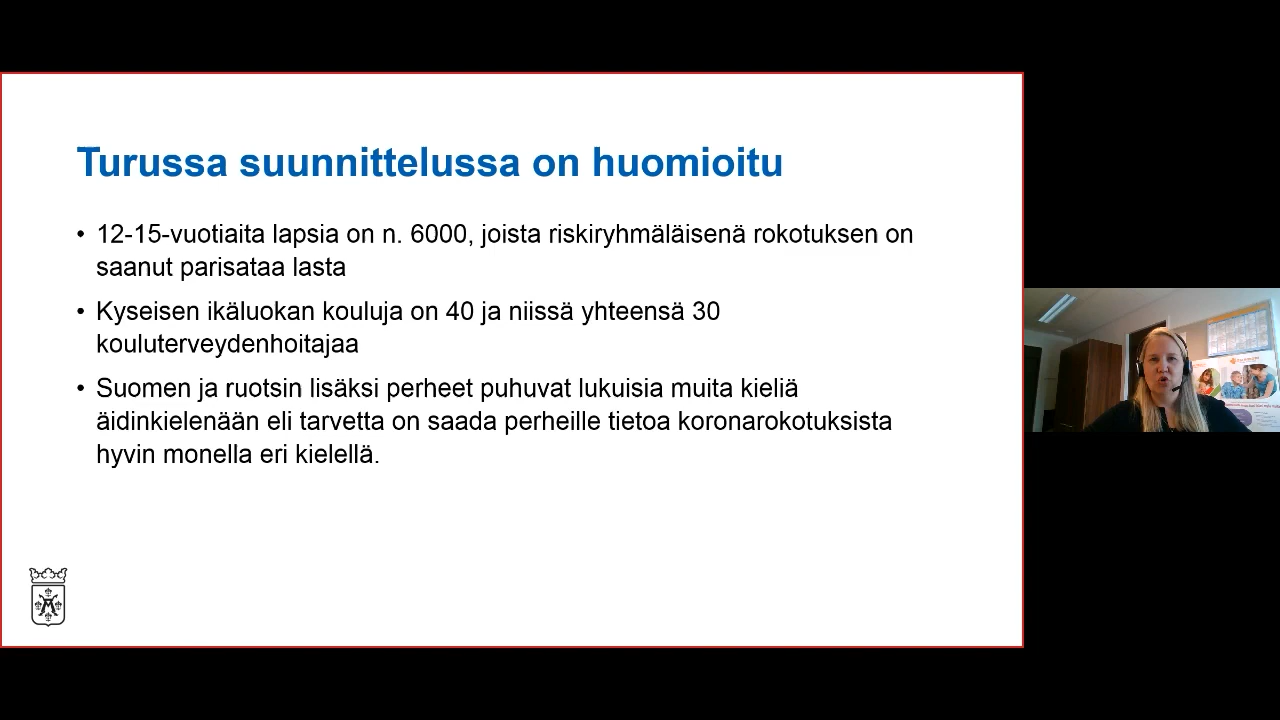 Turussa suunnittelussa on huomioitu
• 12-15-vuotiaita lapsia on n. 6000, joista riskiryhmäläisenä rokotuksen on
saanut parisataa lasta
• Kyseisen ikäluokan kouluja on 40 ja niissä yhteensä 30
kouluterveydenhoitajaa
• Suomen ja ruotsin lisäksi perheet puhuvat lukuisia muita kieliä
äidinkielenään eli tarvetta on saada perheille tietoa koronarokotuksista
hyvin monella eri kielellä.